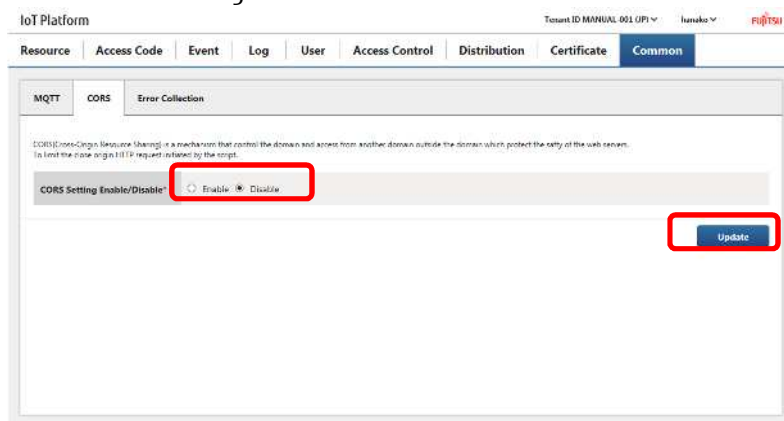 IoT Platform Tenant ID MANUAL-001 (JP) hanako FUJITSU
Resource Access Code Event Log User Access Control Distribution Certificate Common
MQTT CORS Error Collection
CORS(Cross-Origin Resource Sharing) is a mechanism that control the domain and access from another domain outside the domain which protect the satty of the web servers.
To limit the close origin HTTP request initiated by the script.
CORS Setting Enable/Disable* Enable Disable
Update